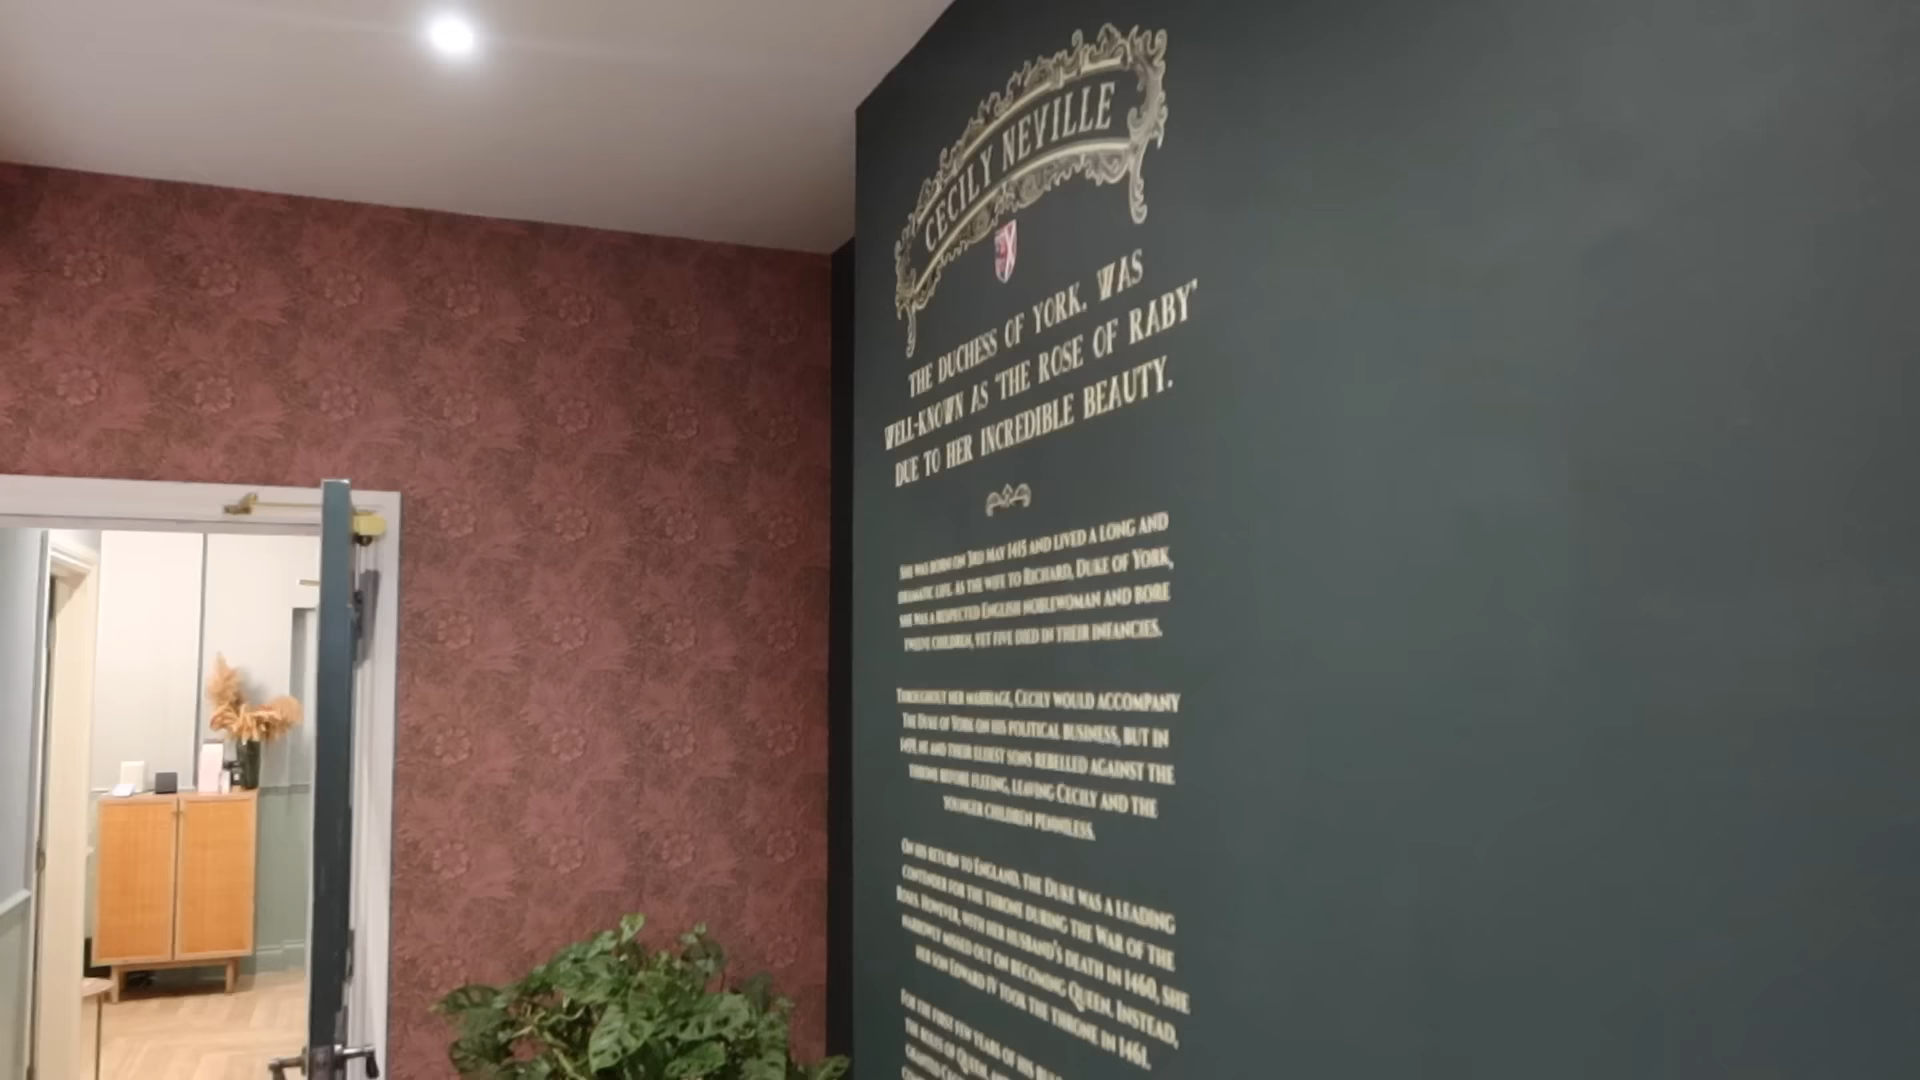 CECILY NEVILLE
THE DUCHESS OF YORK, WAS
WELL-KNOWN AS 'THE ROSE OF RABY'
DUE TO HER INCREDIBLE BEAUTY.
SHE WAS BORN ON 3RD MAY 1415 AND LIVED A LONG AND
DRAMATIC LIFE. AS THE WIFE TO RICHARD, DUKE OF YORK,
SHE WAS A RESPECTED ENGLISH NOBLEWOMAN AND BORE
TWELVE CHILDREN, YET FIVE DIED IN THEIR INFANCIES.
THROUGHOUT HER MARRIAGE, CECILY WOULD ACCOMPANY
THE DUKE OF YORK ON HIS POLITICAL BUSINESS, BUT IN
1459, HE AND THEIR ELDEST SONS REBELLED AGAINST THE
THRONE BEFORE FLEEING, LEAVING CECILY AND THE
YOUNGER CHILDREN PENNILESS.
ON HIS RETURN TO ENGLAND, THE DUKE WAS A LEADING
CONTENDER FOR THE THRONE DURING THE WAR OF THE
ROSES. HOWEVER, WITH HER HUSBAND'S DEATH IN 1460, SHE
NARROWLY MISSED OUT ON BECOMING QUEEN. INSTEAD,
HER SON EDWARD IV TOOK THE THRONE IN 1461.
FOR THE FIRST FEW YEARS OF HIS
THE ROLES OF QUEEN,
GRANTED